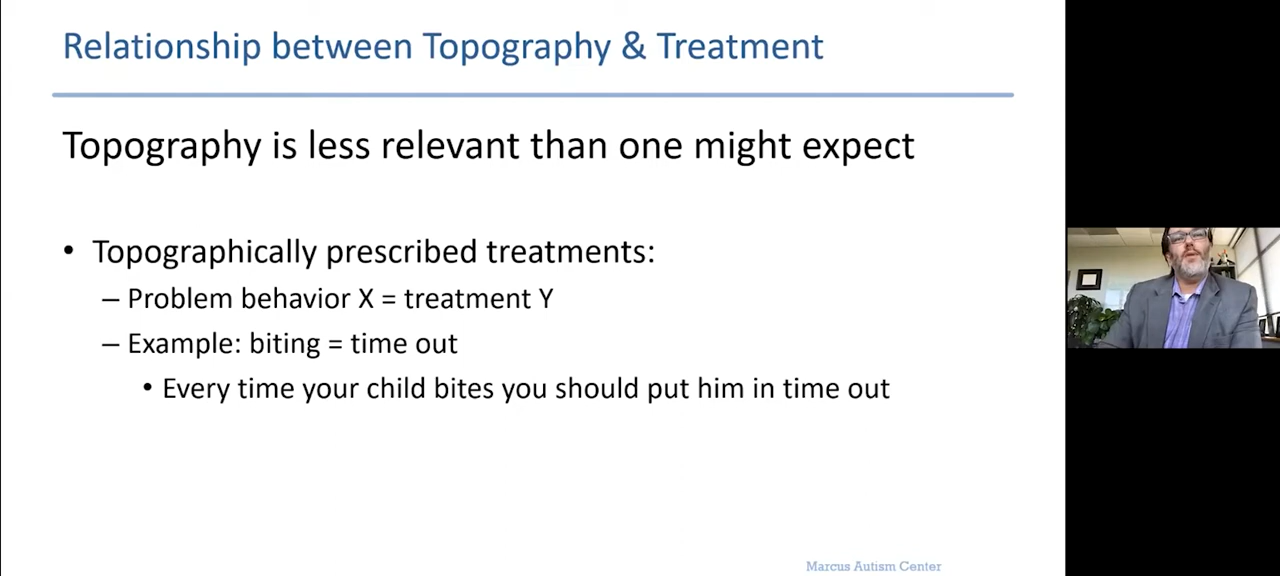 Relationship between Topography & Treatment
Topography is less relevant than one might expect
• Topographically prescribed treatments:
– Problem behavior X = treatment Y
– Example: biting = time out
• Every time your child bites you should put him in time out
Marcus Autism Center